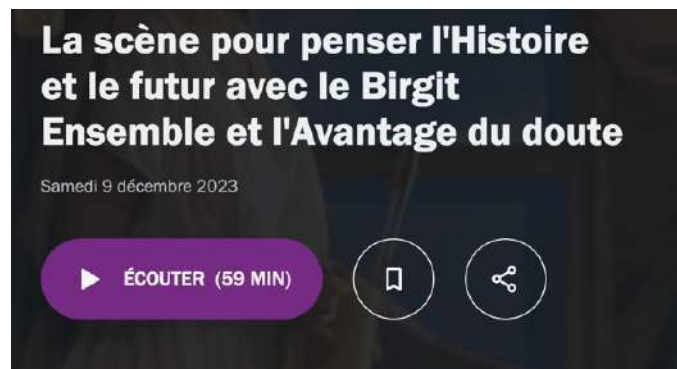 La scène pour penser l'Histoire
et le futur avec le Birgit
Ensemble et l'Avantage du doute
Samedi 9 décembre 2023
ÉCOUTER (59 MIN)